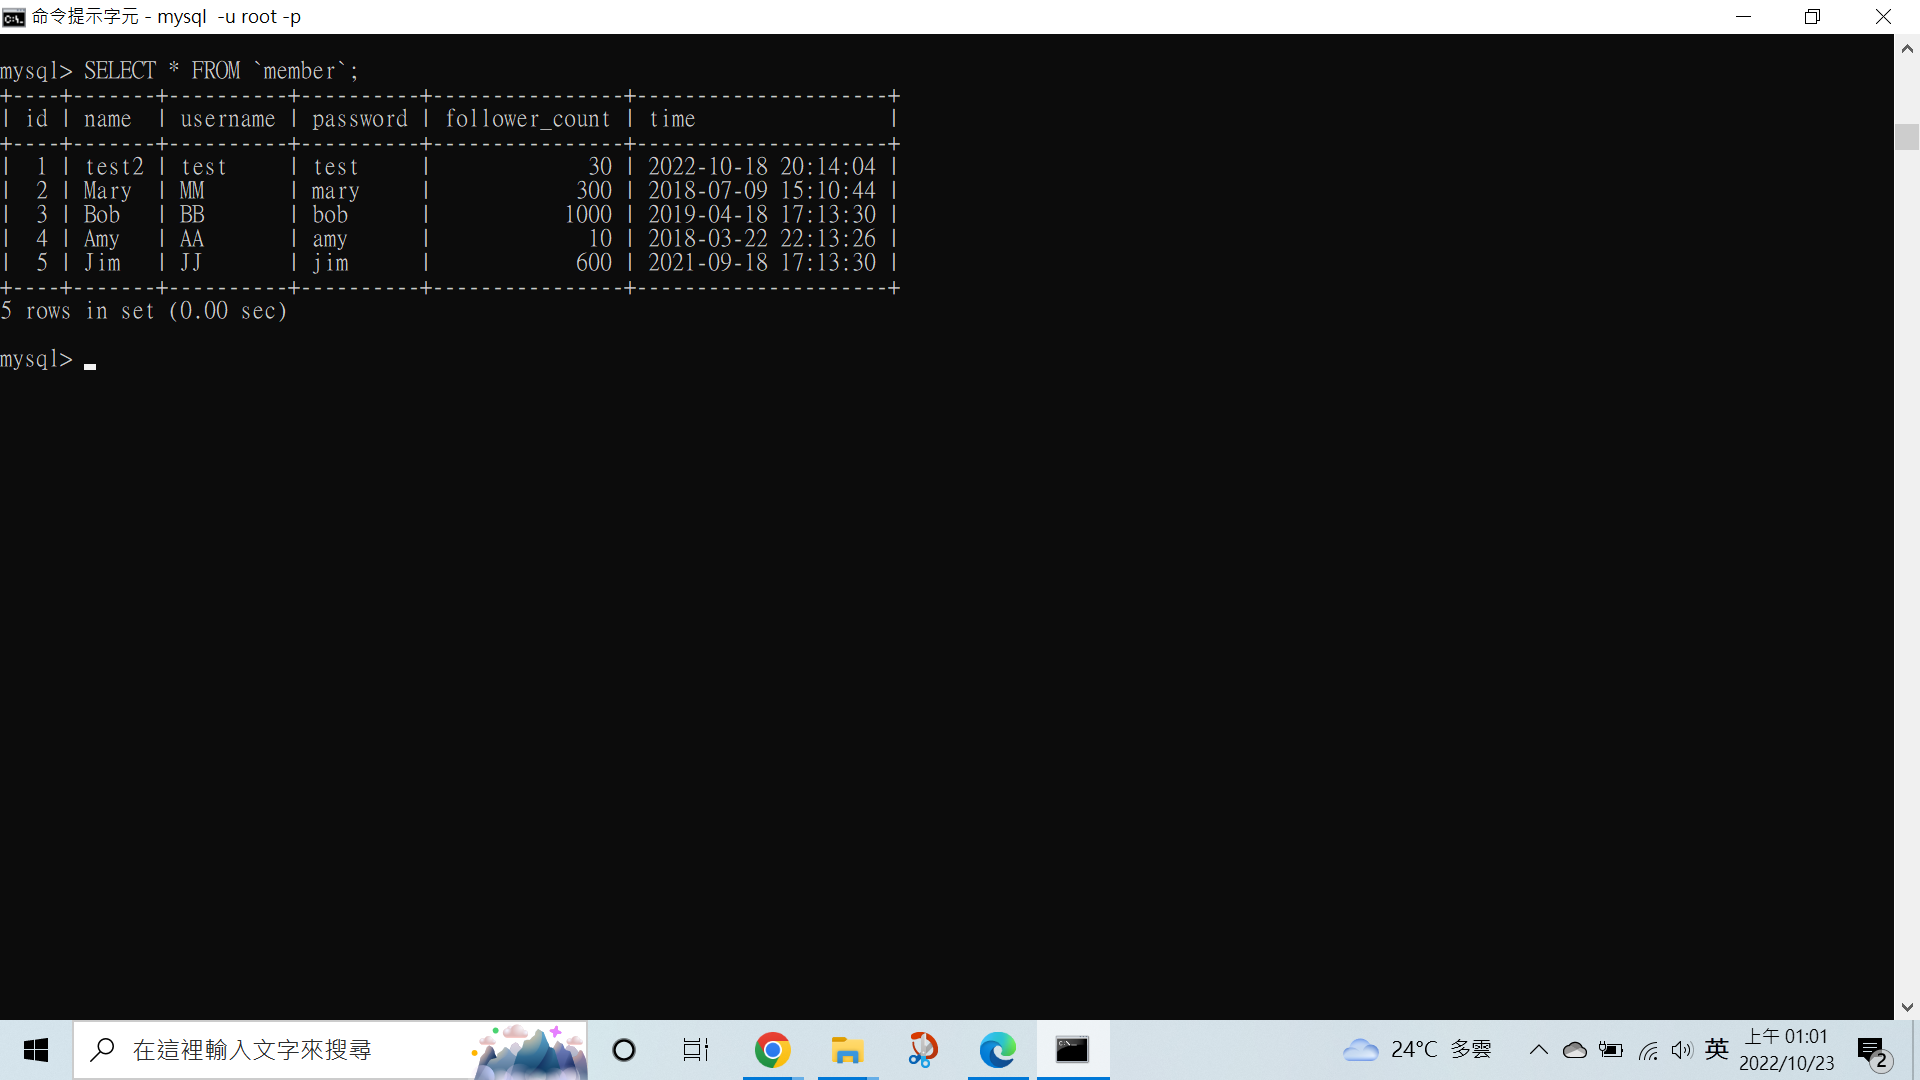 命令提示字元 - mysql  -u root -p
mysql> SELECT * FROM `member`;
+----+-------+----------+----------+----------------+---------------------+
| id | name  | username | password | follower_count | time                |
+----+-------+----------+----------+----------------+---------------------+
|  1 | test2 | test     | test     |             30 | 2022-10-18 20:14:04 |
|  2 | Mary  | MM       | mary     |            300 | 2018-07-09 15:10:44 |
|  3 | Bob   | BB       | bob      |           1000 | 2019-04-18 17:13:30 |
|  4 | Amy   | AA       | amy      |             10 | 2018-03-22 22:13:26 |
|  5 | Jim   | JJ       | jim      |            600 | 2021-09-18 17:13:30 |
+----+-------+----------+----------+----------------+---------------------+
5 rows in set (0.00 sec)
mysql>
在這裡輸入文字來搜尋
24°C 多雲
英
上午 01:01
2022/10/23
2